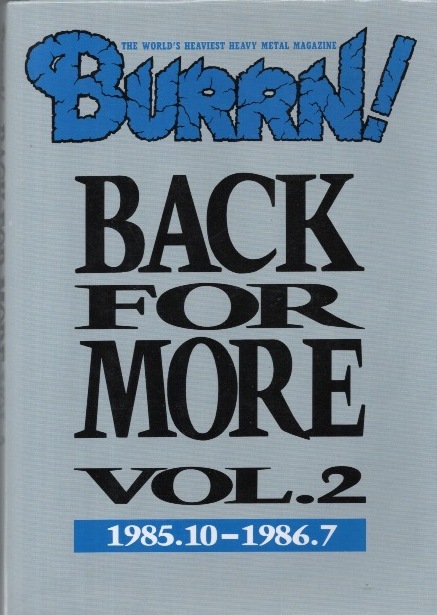 THE WORLD'S HEAVIEST HEAVY METAL MAGAZINE
BURRN!
BACK
FOR
MORE
VOL.2
1985.10–1986.7